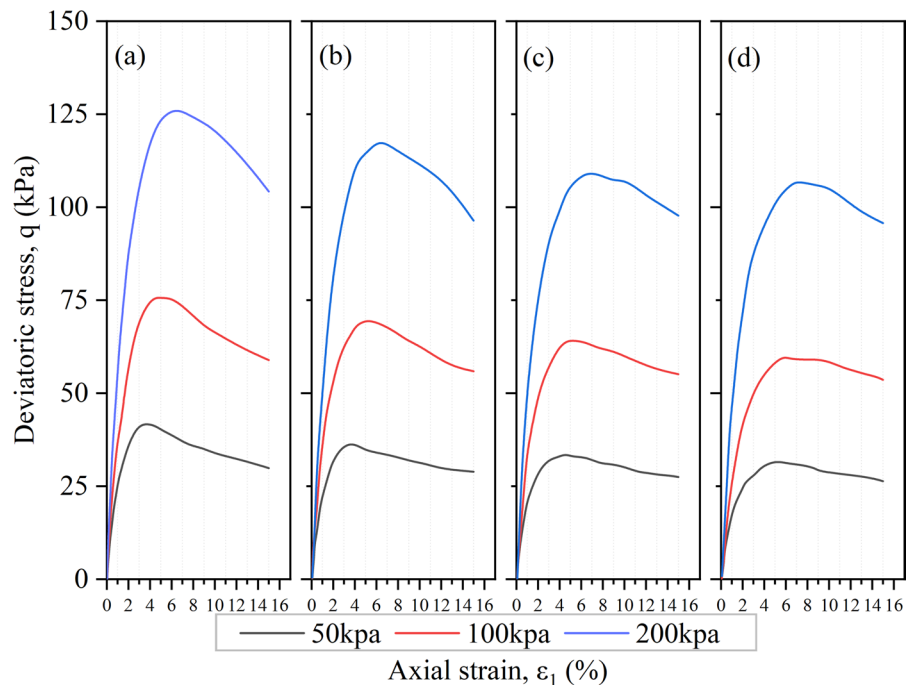 150
125
100
75
50
25
0
Deviatoric stress, q (kPa)
(a)
(b)
(c)
(d)
0 2 4 6 8 10 12 14 16
0 2 4 6 8 10 12 14 16
0 2 4 6 8 10 12 14 16
0 2 4 6 8 10 12 14 16
50kpa 100kpa 200kpa
Axial strain, ε₁ (%)